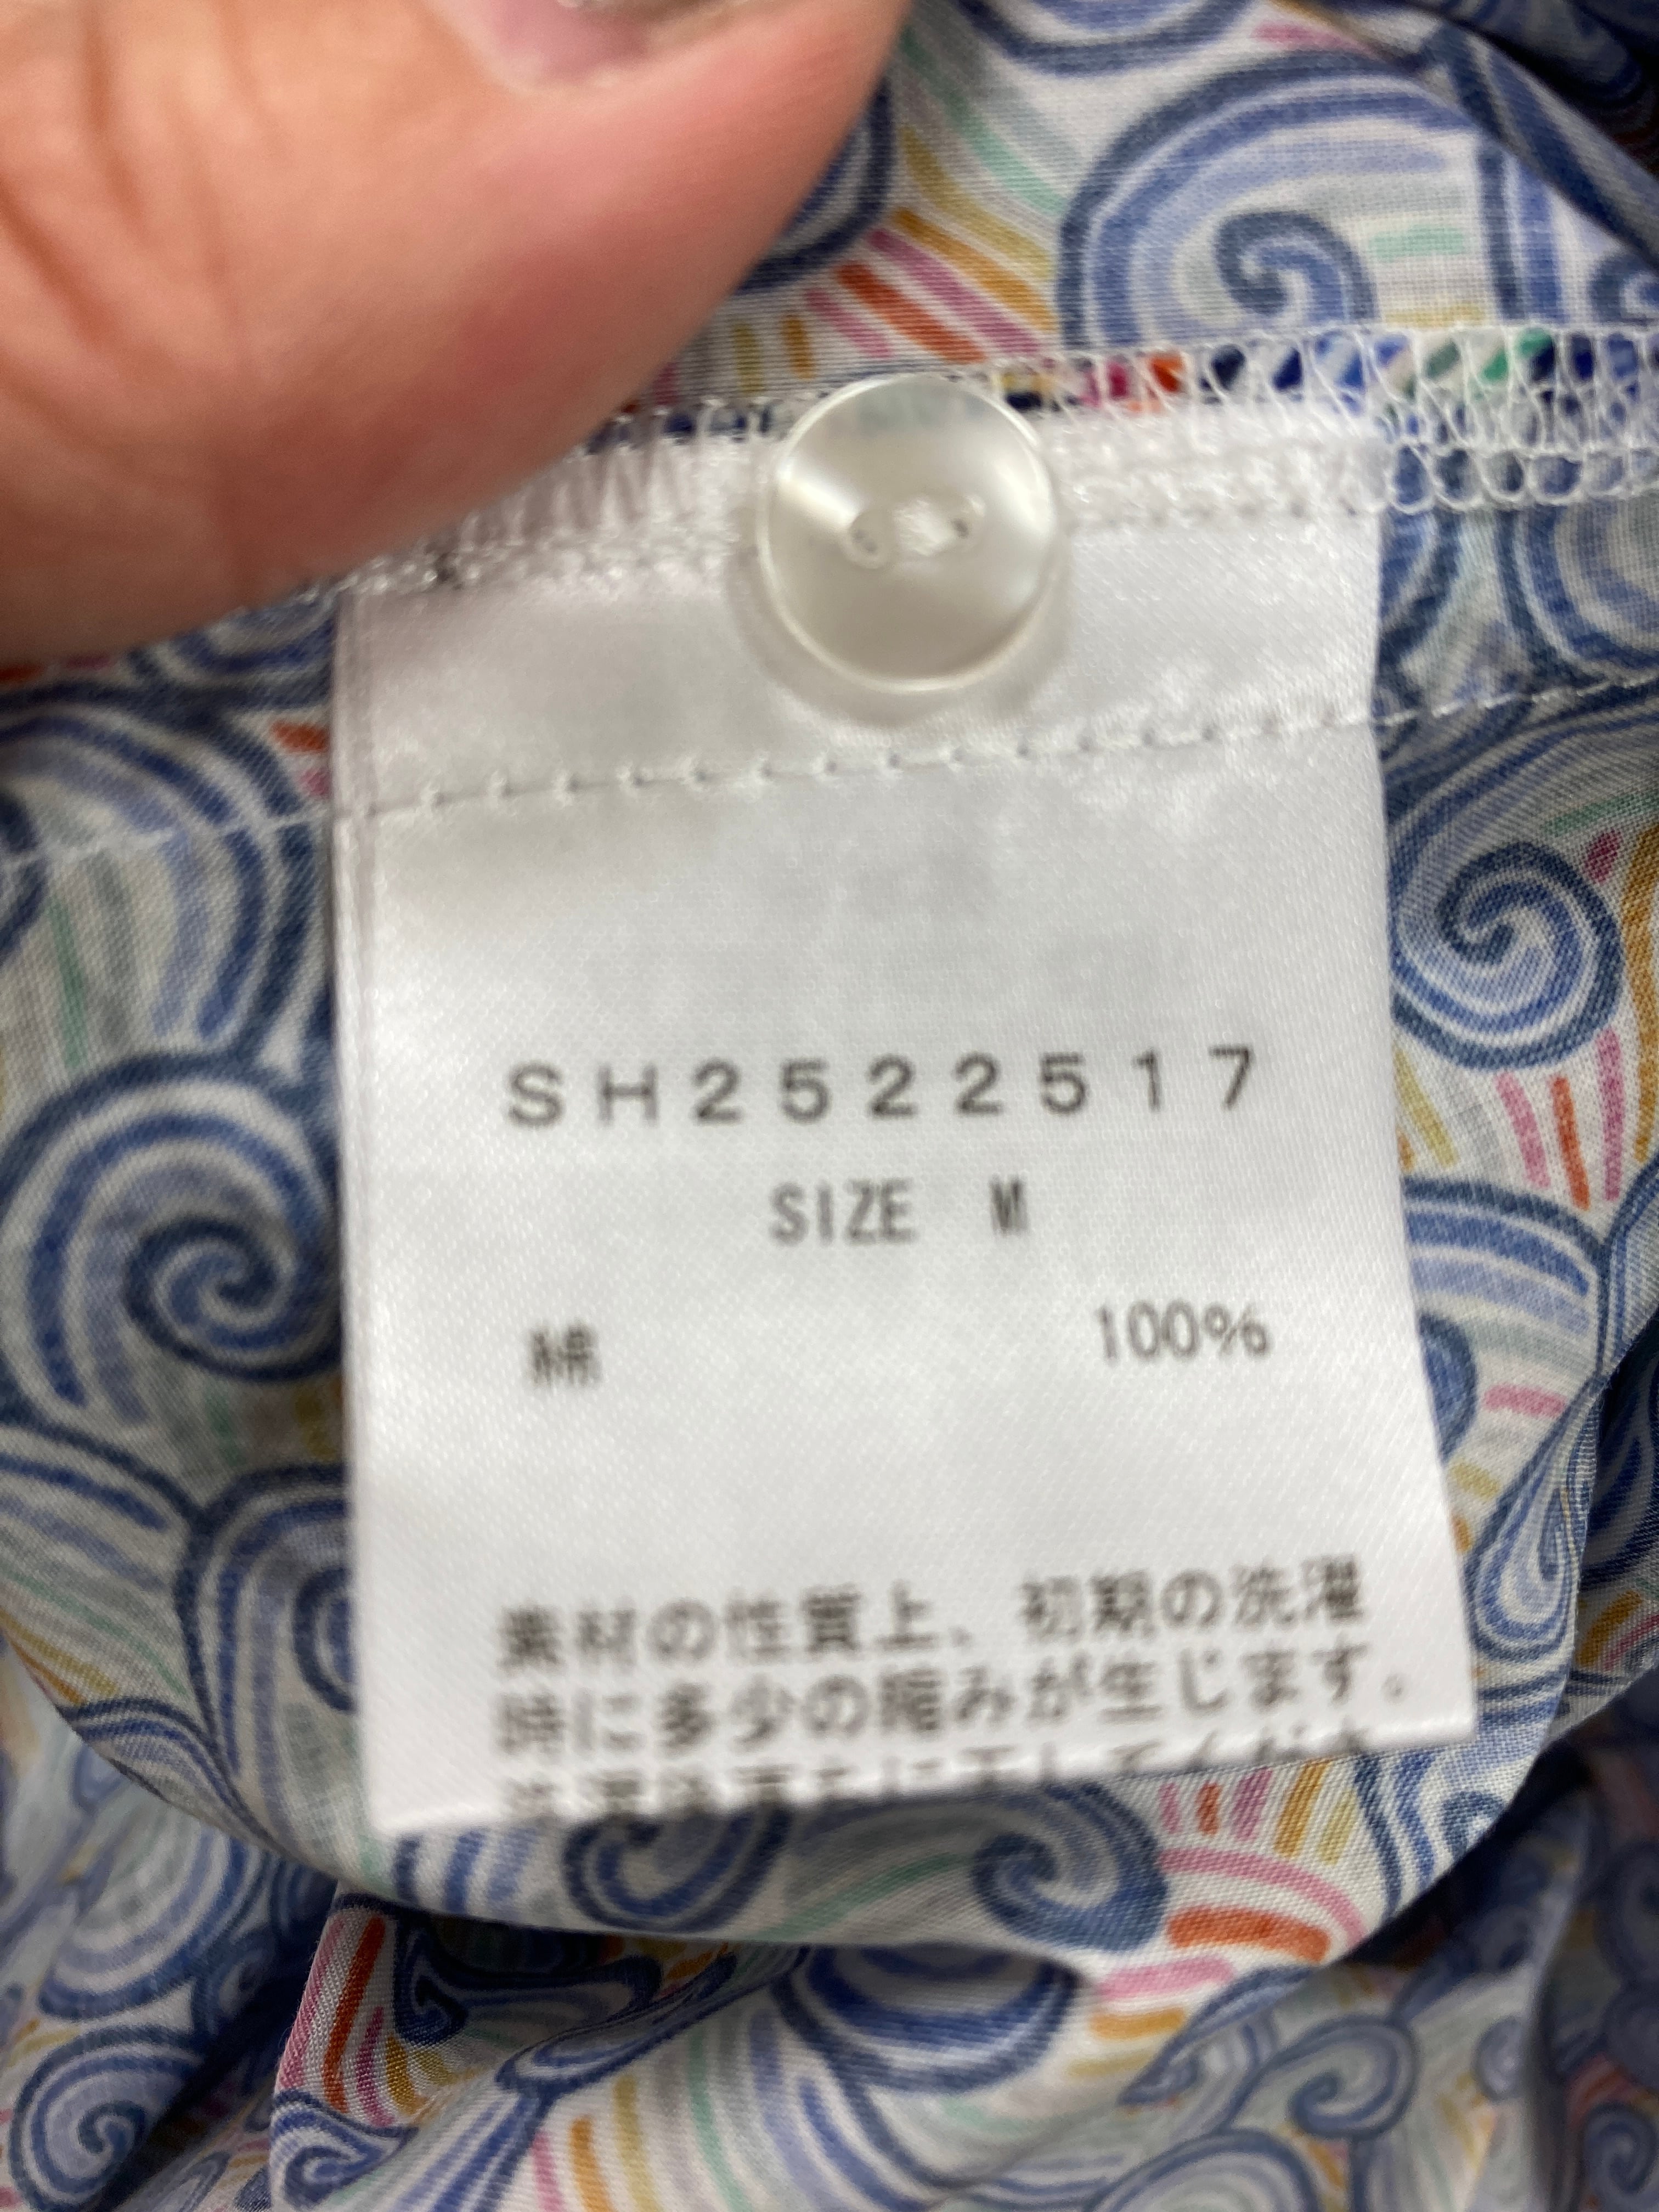 SH2522517
SIZE M
綿 100%
素材の性質上、初期の洗濯
時に多少の縮みが生じます。